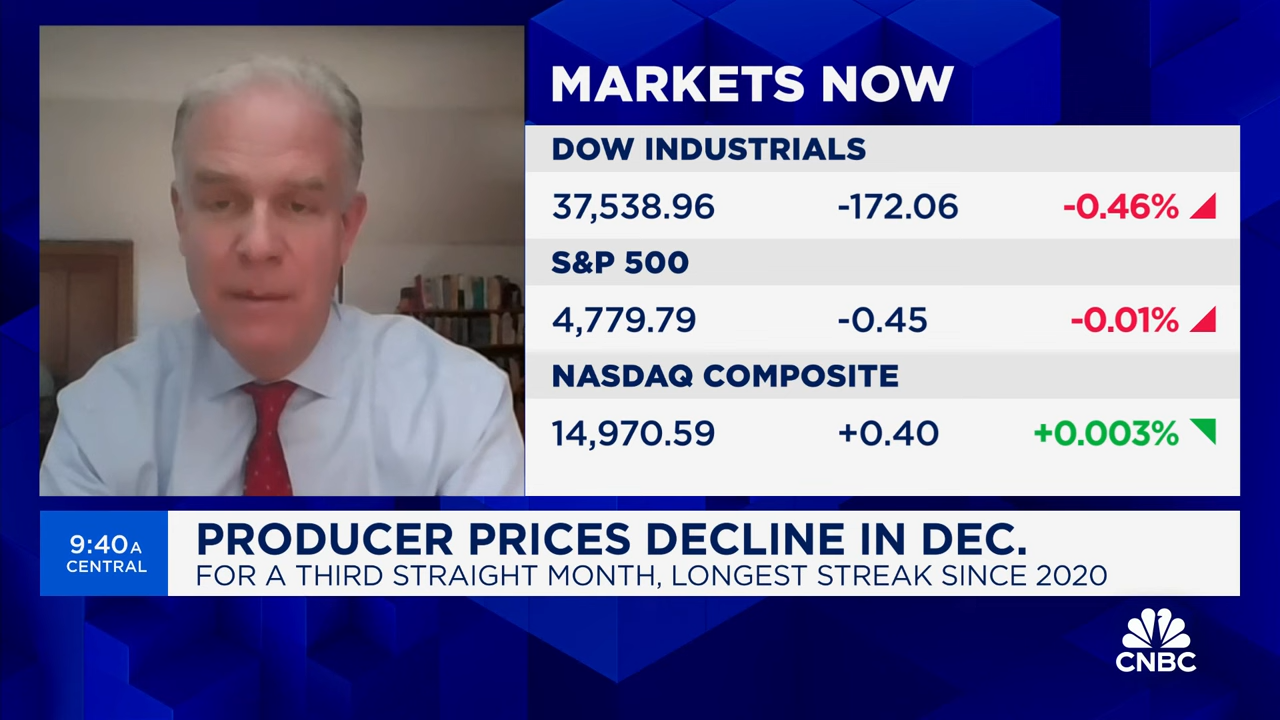 MARKETS NOW
DOW INDUSTRIALS
37,538.96 -172.06 -0.46%
S&P 500
4,779.79 -0.45 -0.01%
NASDAQ COMPOSITE
14,970.59 +0.40 +0.003%
9:40A
CENTRAL
PRODUCER PRICES DECLINE IN DEC.
FOR A THIRD STRAIGHT MONTH, LONGEST STREAK SINCE 2020
CNBC